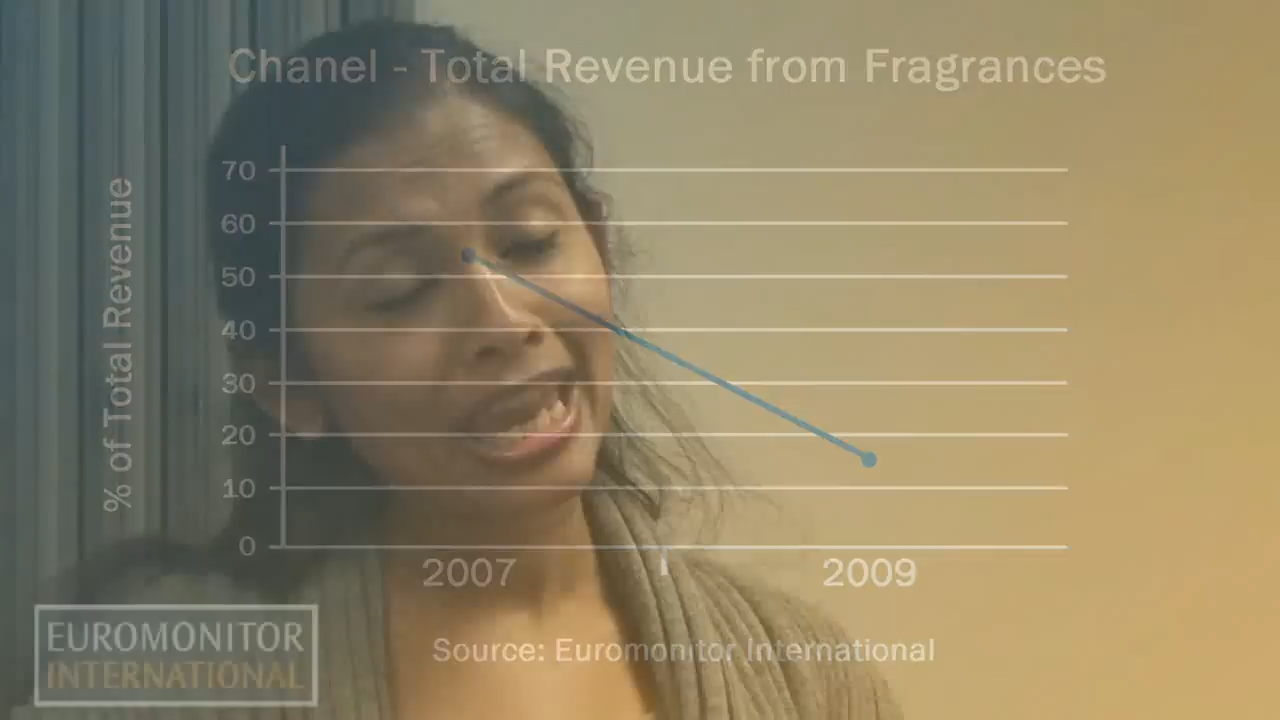 Chanel - Total Revenue from Fragrances
% of Total Revenue
70
60
50
40
30
20
10
0
2007
2009
Source: Euromonitor International
EUROMONITOR
INTERNATIONAL